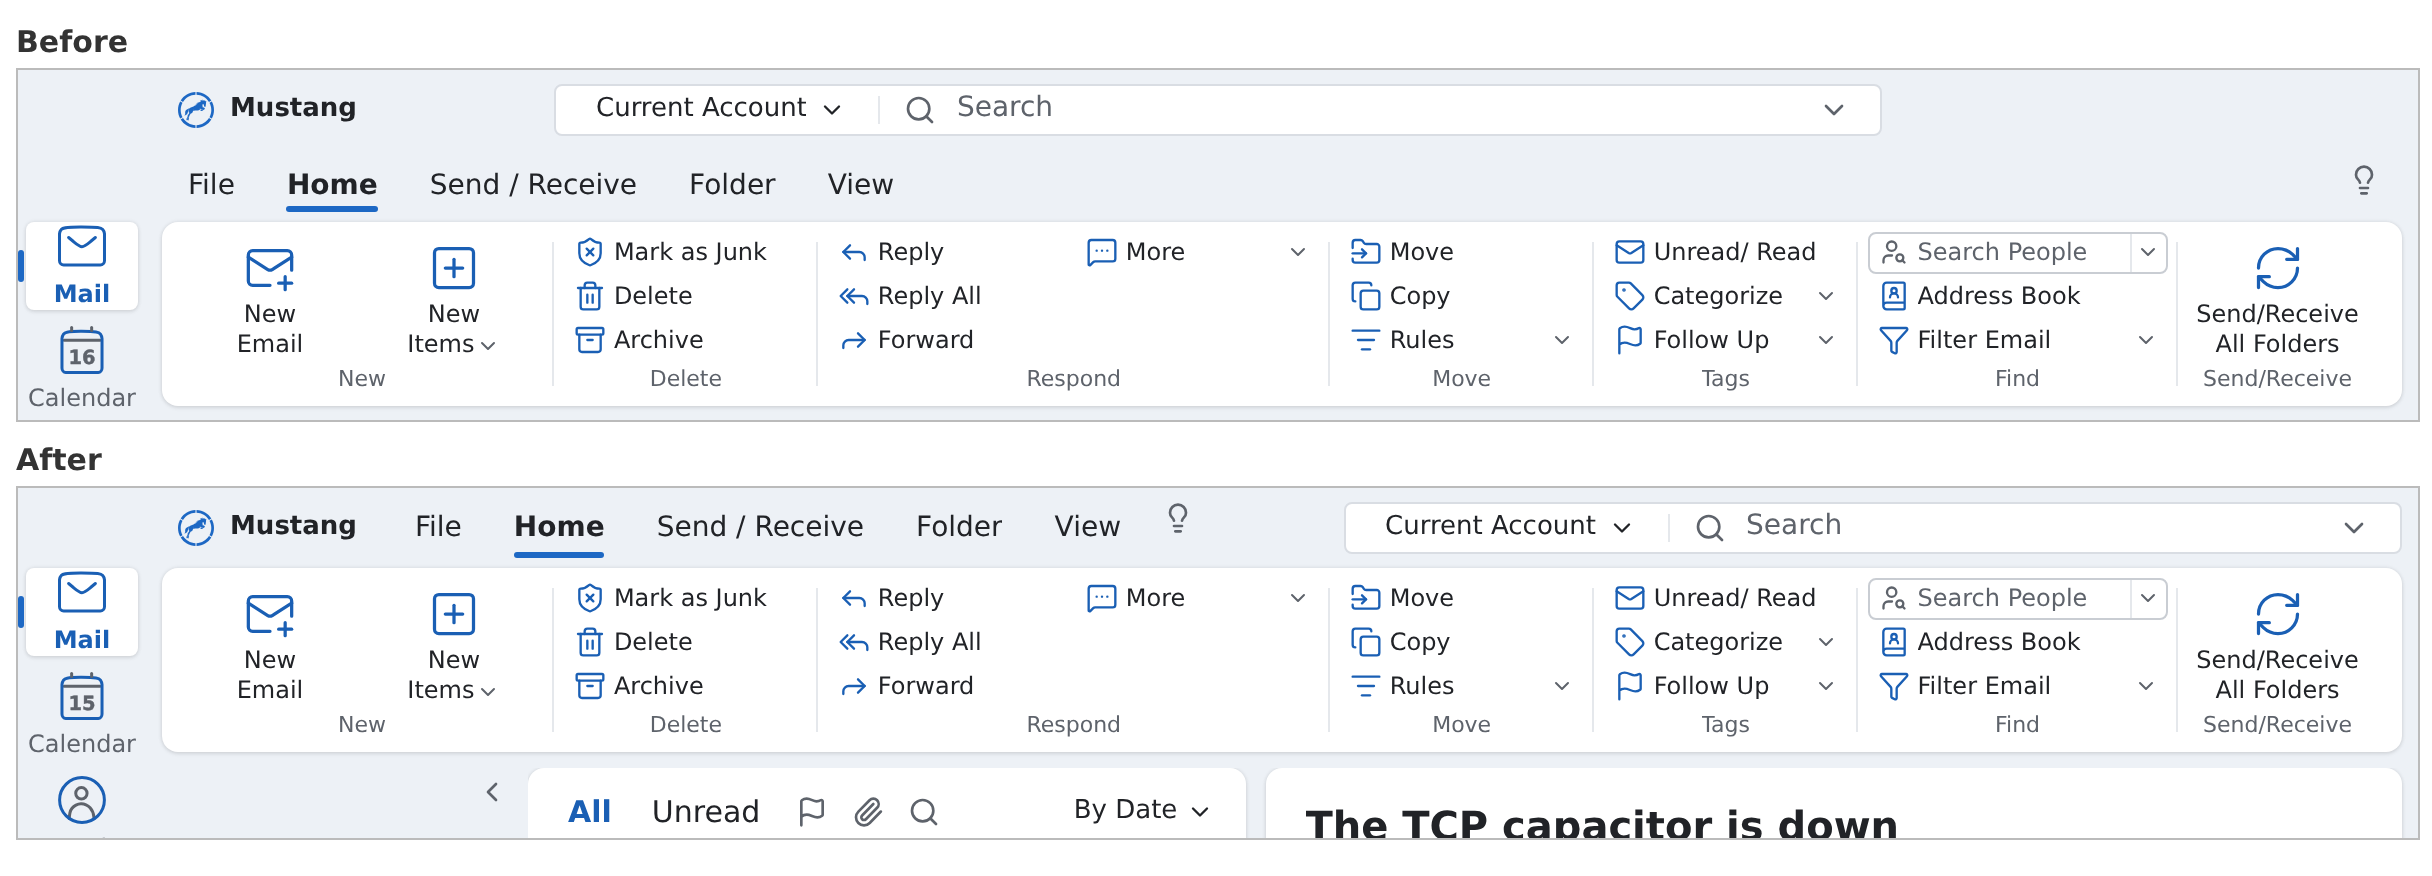 Before
Mustang
Current Account
Search
File Home Send / Receive Folder View
Mail
16
Calendar
New Email
New Items
New
Mark as Junk
Delete
Archive
Delete
Reply
Reply All
Forward
More
Respond
Move
Copy
Rules
Move
Unread/ Read
Categorize
Follow Up
Tags
Search People
Address Book
Filter Email
Find
Send/Receive
All Folders
Send/Receive
After
Mustang
File Home Send / Receive Folder View
Current Account
Search
Mail
15
Calendar
New Email
New Items
New
Mark as Junk
Delete
Archive
Delete
Reply
Reply All
Forward
More
Respond
Move
Copy
Rules
Move
Unread/ Read
Categorize
Follow Up
Tags
Search People
Address Book
Filter Email
Find
Send/Receive
All Folders
Send/Receive
All Unread
By Date
The TCP capacitor is down